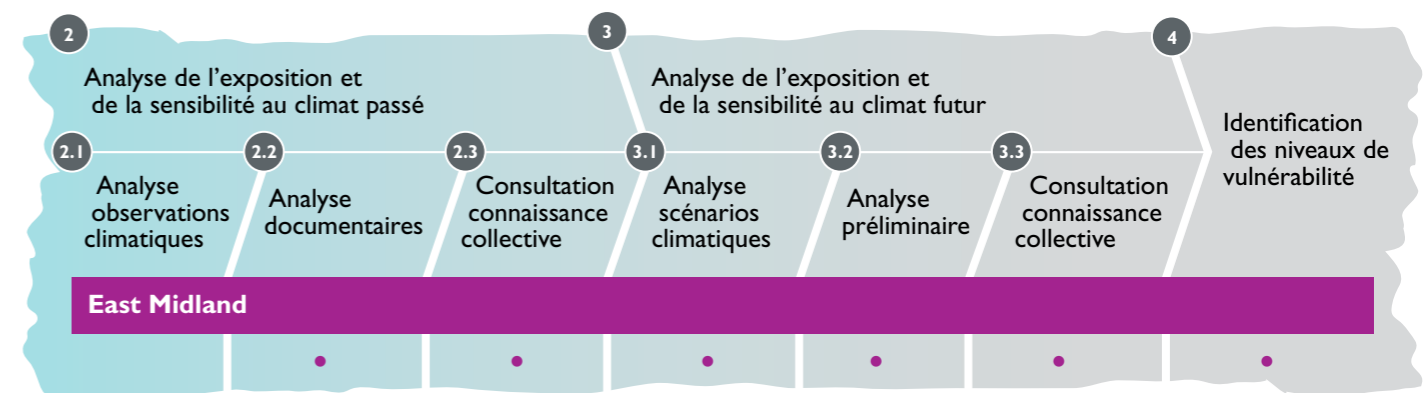 2
Analyse de l’exposition et
de la sensibilité au climat passé
3
Analyse de l’exposition et
de la sensibilité au climat futur
4
Identification
des niveaux de
vulnérabilité
2.1
Analyse
observations
climatiques
2.2
Analyse
documentaires
2.3
Consultation
connaissance
collective
3.1
Analyse
scénarios
climatiques
3.2
Analyse
préliminaire
3.3
Consultation
connaissance
collective
East Midland